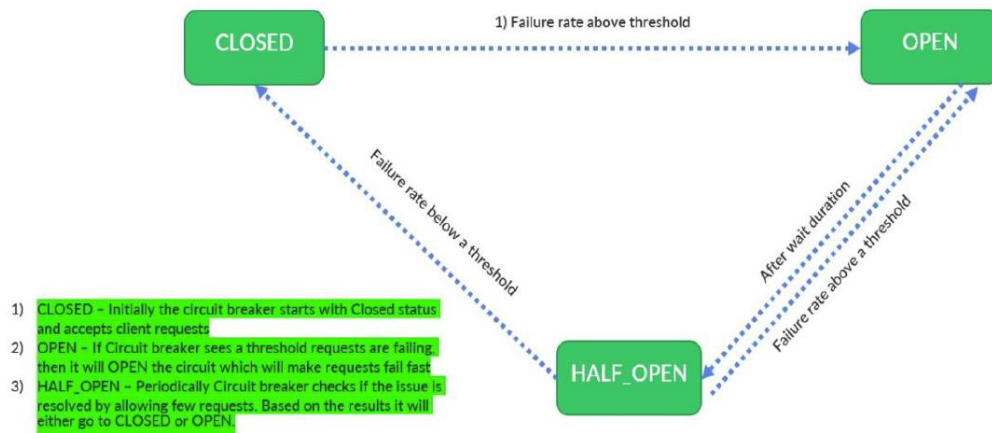 CLOSED
1) Failure rate above threshold
OPEN
Failure rate below a threshold
After wait duration
Failure rate above a threshold
HALF_OPEN
1) CLOSED – Initially the circuit breaker starts with Closed status
and accepts client requests
2) OPEN – If Circuit breaker sees a threshold requests are failing,
then it will OPEN the circuit which will make requests fail fast
3) HALF_OPEN – Periodically Circuit breaker checks if the issue is
resolved by allowing few requests. Based on the results it will
either go to CLOSED or OPEN.